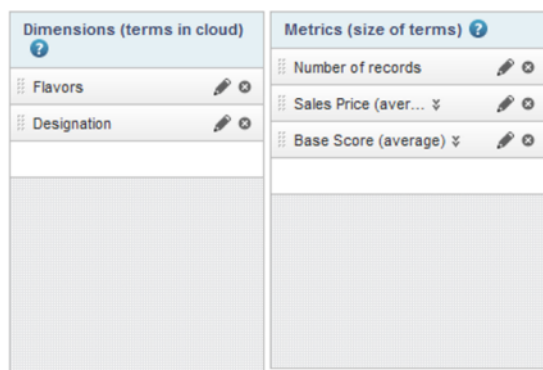 Dimensions (terms in cloud)
Flavors
Designation
Metrics (size of terms)
Number of records
Sales Price (aver...
Base Score (average)